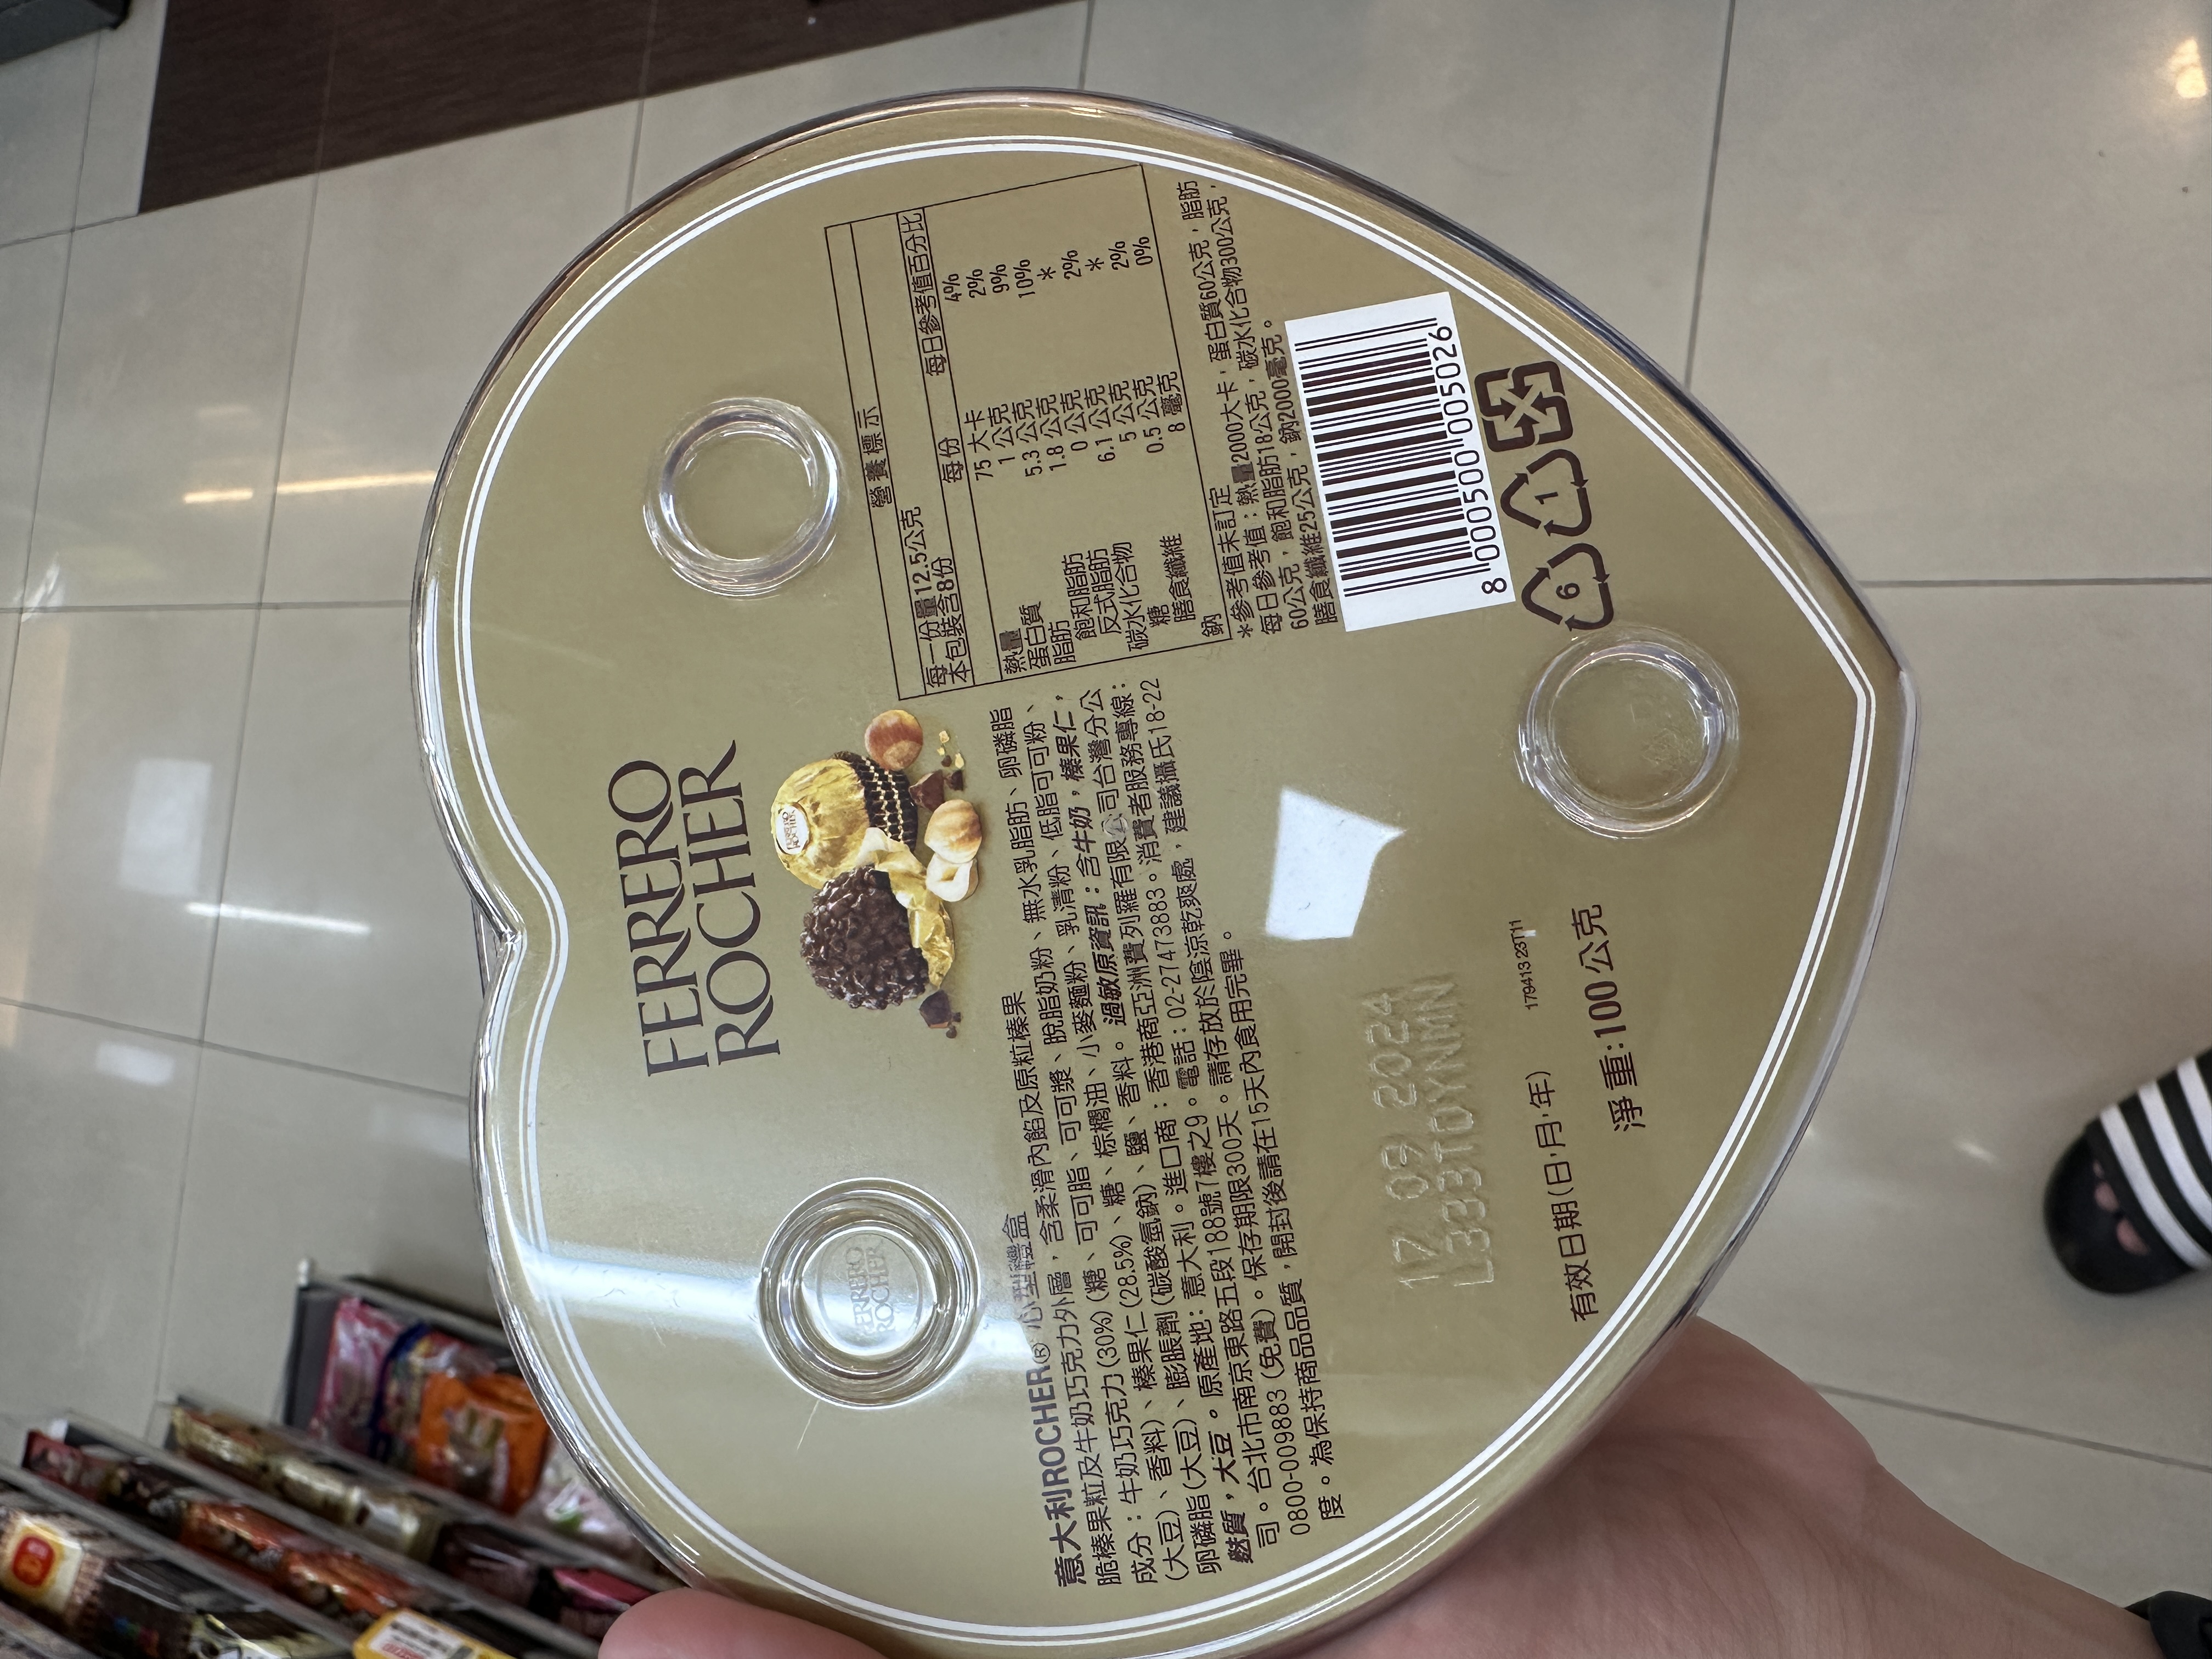 FERRERO
ROCHER
FERRERO
ROCHER
FERRERO
ROCHER
意大利ROCHER® 心型禮盒
脆榛果粒及牛奶巧克力外層，含柔滑內餡及原粒榛果
成分：牛奶巧克力(30%)(糖、可可脂、可可漿、脫脂奶粉、無水乳脂肪、卵磷脂
(大豆)、香料)、榛果仁(28.5%)、糖、棕櫚油、小麥麵粉、乳清粉、低脂可可粉、
卵磷脂(大豆)、膨脹劑(碳酸氫鈉)、鹽、香料。過敏原資訊：含牛奶，榛果仁，
麩質，大豆。原產地：意大利。進口商：香港商亞洲費列羅有限公司台灣分公
司。台北市南京東路五段188號7樓之9。電話：02-27473883。消費者服務專線：
0800-009883 (免費)。保存期限300天。請存放於陰涼乾爽處，建議攝氏18-22
度。為保持商品品質，開封後請在15天內食用完畢。
營養標示
每一份量12.5公克
本包裝含8份
每份 每日參考值百分比
熱量 75 大卡 4%
蛋白質 1 公克 2%
脂肪 5.3 公克 9%
飽和脂肪 1.8 公克 10%
反式脂肪 0 公克 *
碳水化合物 6.1 公克 2%
糖 5 公克 *
膳食纖維 0.5 公克 2%
鈉 8 毫克 0%
*參考值未訂定
每日參考值：熱量2000大卡，蛋白質60公克，脂肪
60公克，飽和脂肪18公克，碳水化合物300公克，
膳食纖維25公克，鈉2000毫克。
8 000500 005026
6 1
17 09 2024
L333TDYNMN
179413 23T11
有效日期(日,月,年)
淨重:100公克